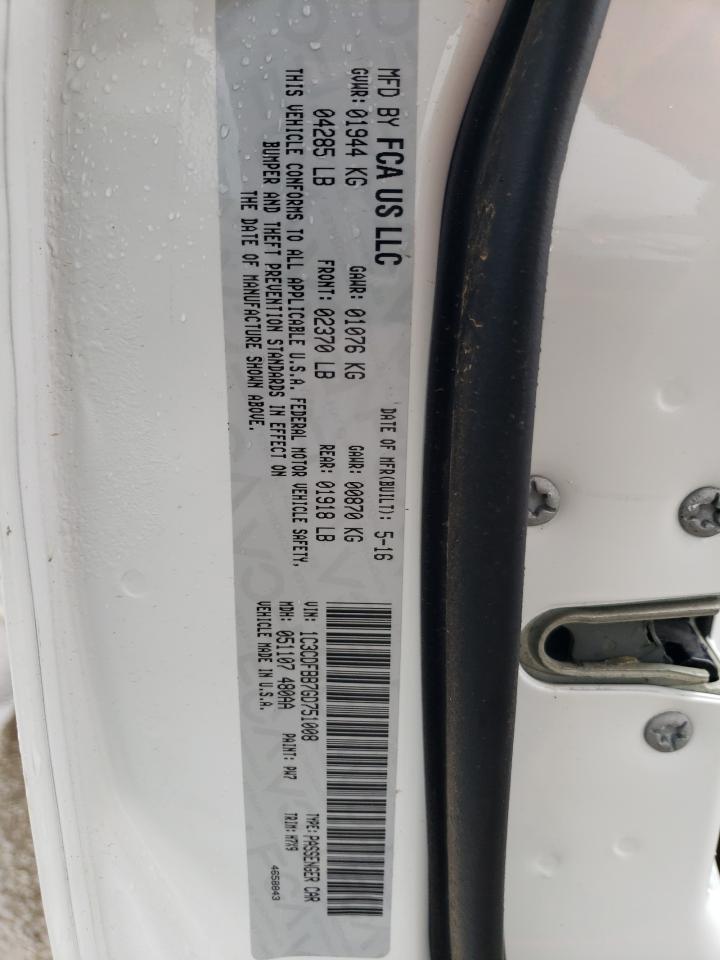 MFD BY FCA US LLC
DATE OF MFR(BUILT): 5-16
GVWR: 01944 KG GAWR: 01076 KG GAWR: 00870 KG
04285 LB FRONT: 02370 LB REAR: 01918 LB
THIS VEHICLE CONFORMS TO ALL APPLICABLE U.S.A. FEDERAL MOTOR VEHICLE SAFETY,
BUMPER AND THEFT PREVENTION STANDARDS IN EFFECT ON
THE DATE OF MANUFACTURE SHOWN ABOVE.
VIN: 1C3CDFBB7GD751008 TYPE: PASSENGER CAR
MDH: 051107 480AA PAINT: PW7 TRIM: H7X9
VEHICLE MADE IN U.S.A.
4658843